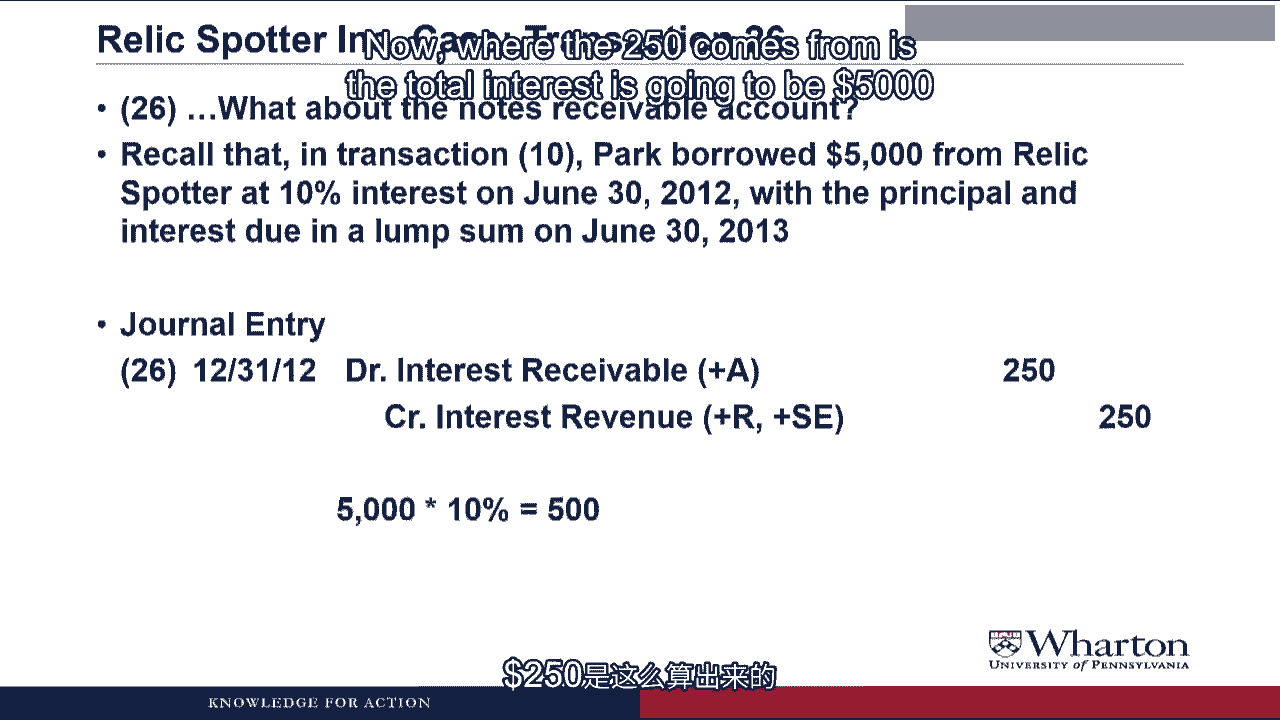 Relic Spotter In
Now, where the 250 comes from is
the total interest is going to be $5000
• (26) …What about the notes receivable account?
• Recall that, in transaction (10), Park borrowed $5,000 from Relic
Spotter at 10% interest on June 30, 2012, with the principal and
interest due in a lump sum on June 30, 2013
• Journal Entry
(26) 12/31/12 Dr. Interest Receivable (+A) 250
Cr. Interest Revenue (+R, +SE) 250
5,000 * 10% = 500
Wharton
UNIVERSITY of PENNSYLVANIA
$250是这么算出来的
KNOWLEDGE FOR ACTION